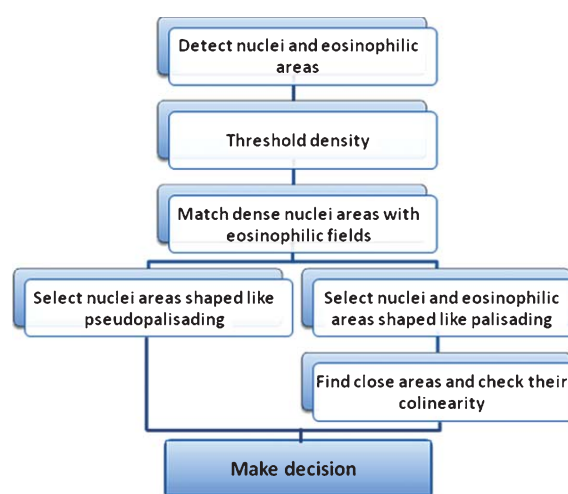 Detect nuclei and eosinophilic
areas
Threshold density
Match dense nuclei areas with
eosinophilic fields
Select nuclei areas shaped like
pseudopalisading
Select nuclei and eosinophilic
areas shaped like palisading
Find close areas and check their
colinearity
Make decision